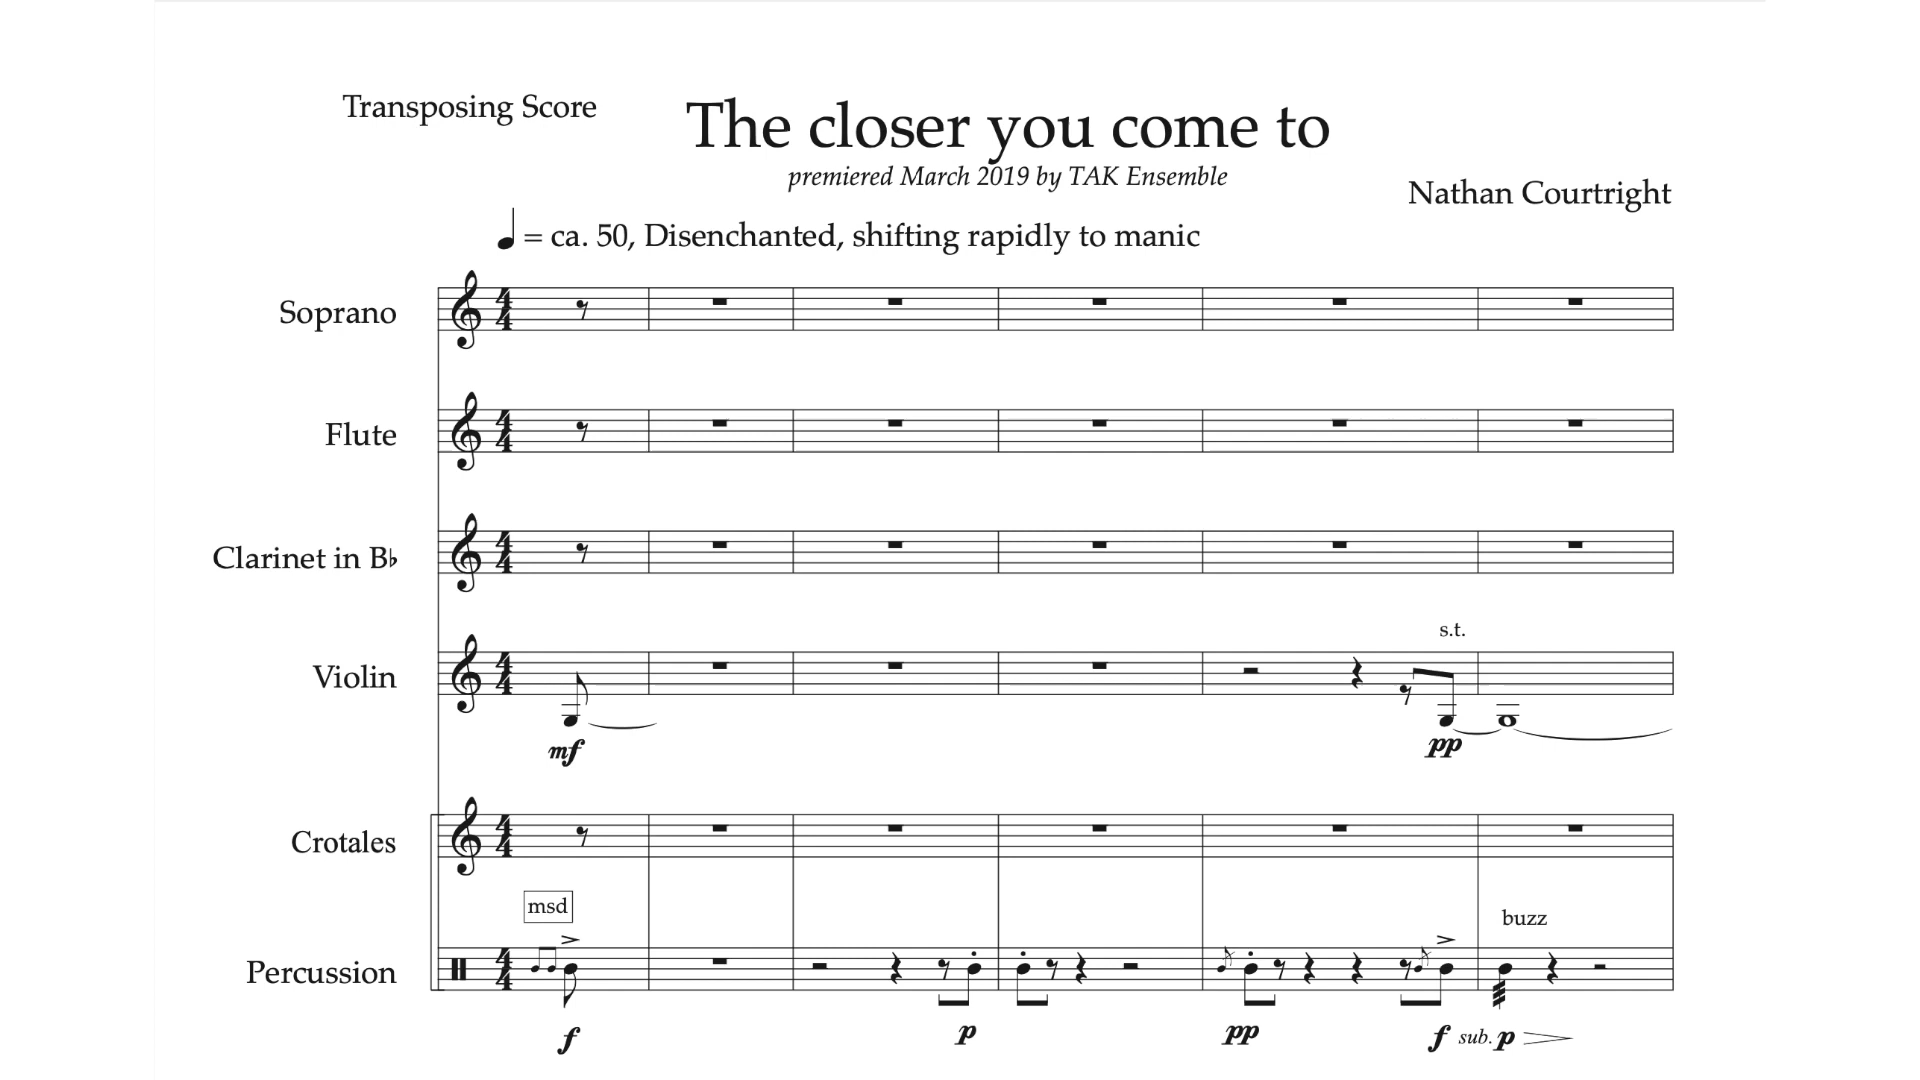 Transposing Score
The closer you come to
premiered March 2019 by TAK Ensemble
Nathan Courtright
♩ = ca. 50, Disenchanted, shifting rapidly to manic
Soprano
Flute
Clarinet in B♭
s.t.
Violin
mf
pp
Crotales
msd
buzz
Percussion
f
p
pp
f sub. p